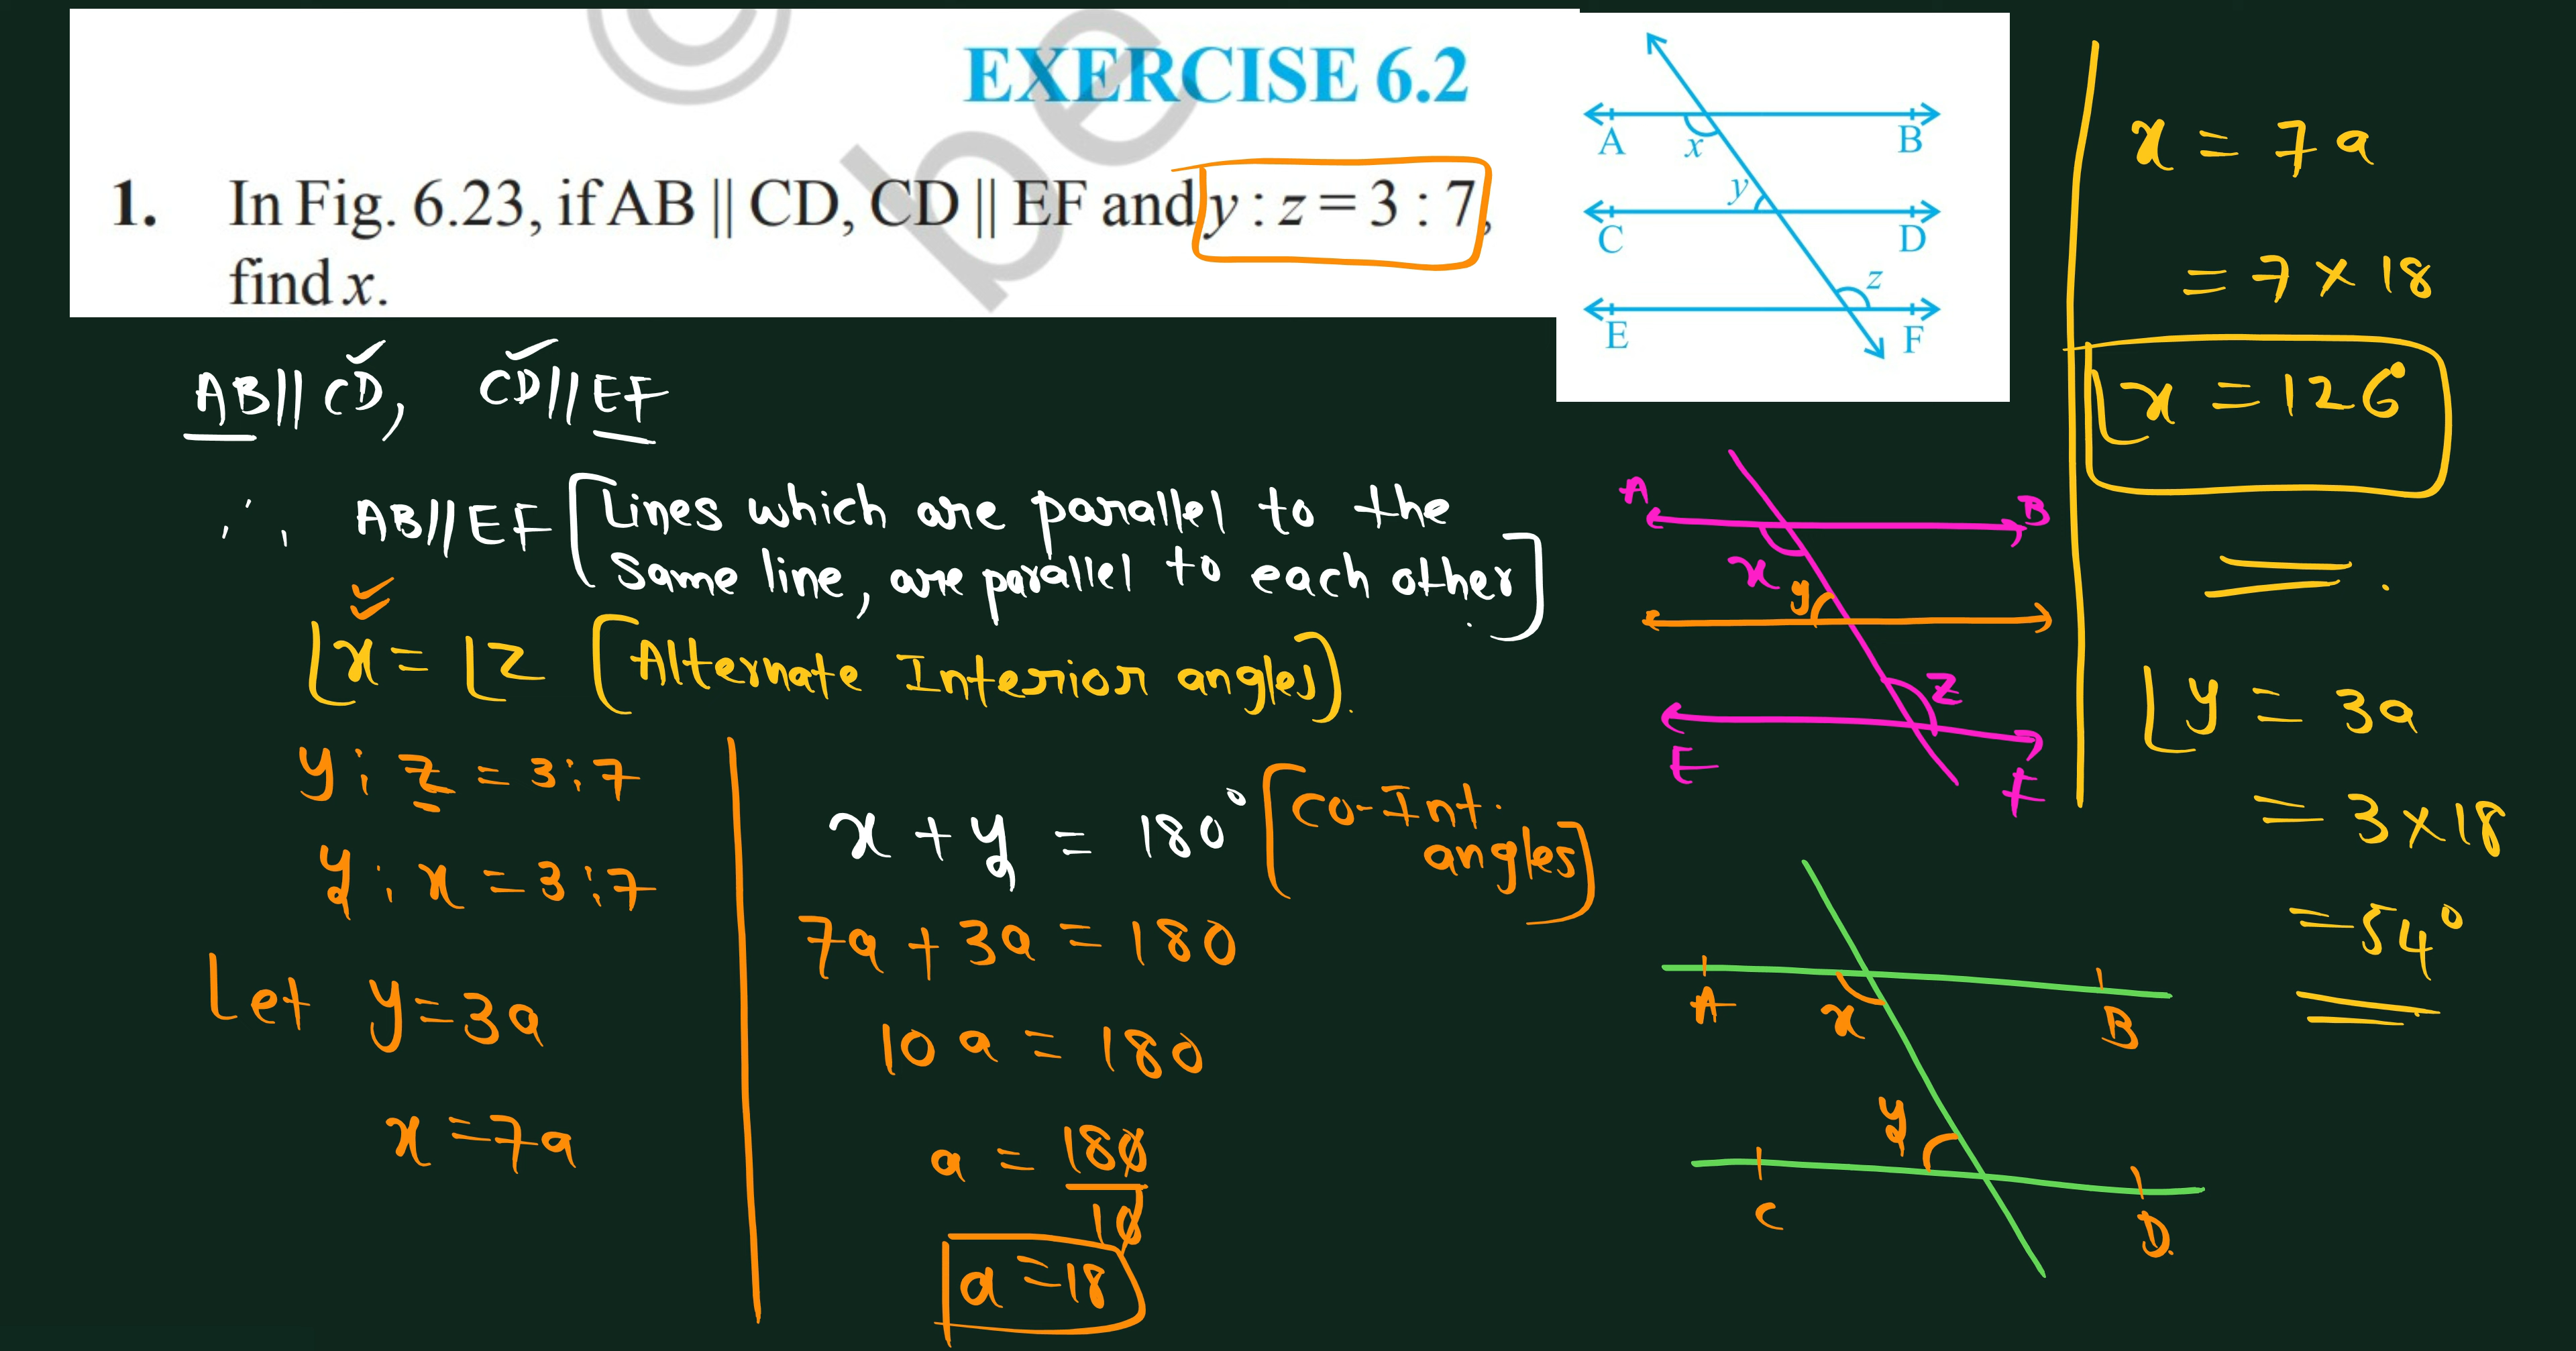 EXERCISE 6.2
1. In Fig. 6.23, if AB || CD, CD || EF and y : z = 3 : 7,
find x.
A
B
x
y
C
D
z
E
F
AB||CD, CD||EF
∴ AB||EF [Lines which are parallel to the
Same line, are parallel to each other]
∠x = ∠z [Alternate Interior angles].
y : z = 3:7
y : x = 3:7
Let y=3a
x=7a
x + y = 180° [Co-Int.
angles]
7a + 3a = 180
10 a = 180
a = 180
10
a =18
A
B
x
y
z
E
F
A
B
x
y
C
D.
x = 7a
= 7 × 18
∠x = 126°
∠y = 3a
= 3×18
= 54°
© be